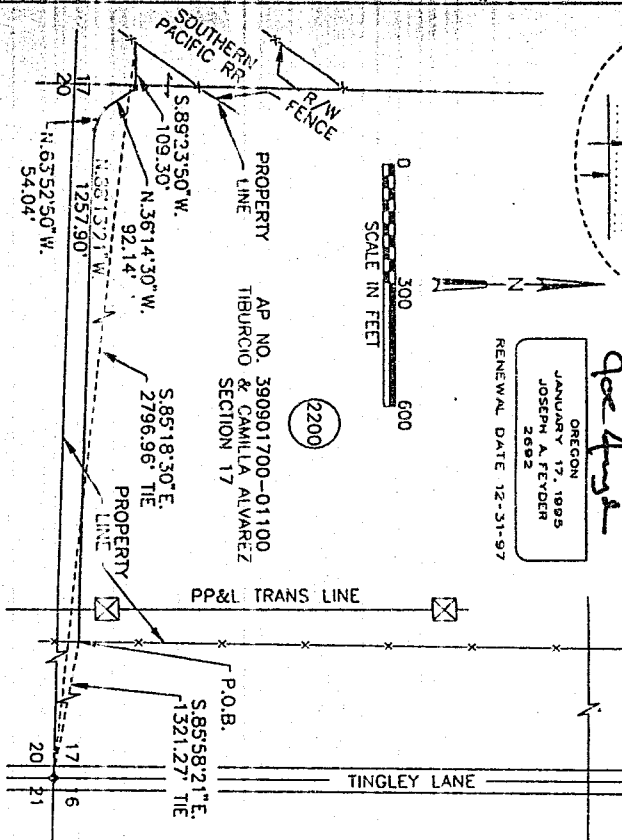 SOUTHERN
PACIFIC RR
R/W
FENCE
PROPERTY
LINE
S.89°23'50"W.
109.30'
N.36°14'30"W.
92.14'
1257.90'
N.63°52'50"W.
54.04'
17
20
0
300
600
SCALE IN FEET
N
OREGON
JANUARY 17, 1995
JOSEPH A. FEYDER
2692
RENEWAL DATE 12-31-97
2200
AP NO. 390901700-01100
TIBURCIO & CAMILLA ALVAREZ
SECTION 17
S.85°18'30"E.
2796.96' TIE
PROPERTY
LINE
PP&L TRANS LINE
P.O.B.
S.85°58'21"E.
1321.27' TIE
TINGLEY LANE
17
16
20
21